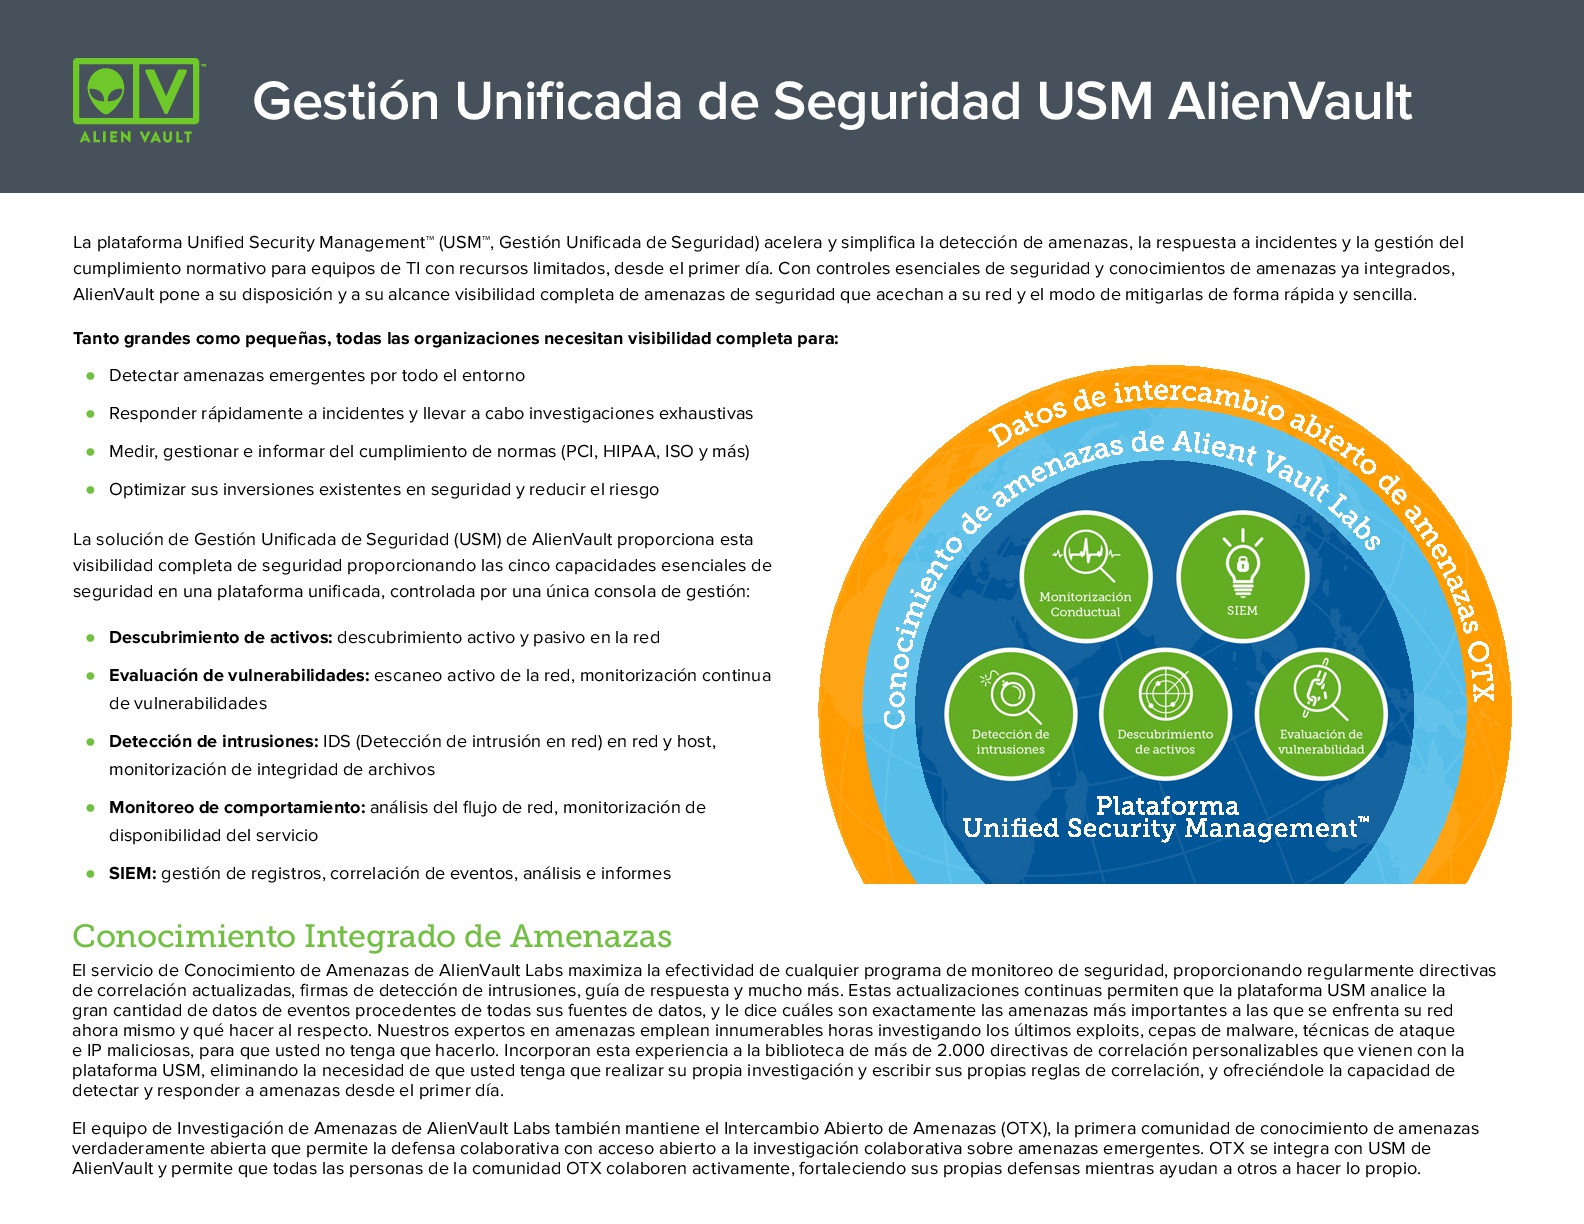 ALIEN VAULT
Gestión Unificada de Seguridad USM AlienVault
La plataforma Unified Security Management™ (USM™, Gestión Unificada de Seguridad) acelera y simplifica la detección de amenazas, la respuesta a incidentes y la gestión del
cumplimiento normativo para equipos de TI con recursos limitados, desde el primer día. Con controles esenciales de seguridad y conocimientos de amenazas ya integrados,
AlienVault pone a su disposición y a su alcance visibilidad completa de amenazas de seguridad que acechan a su red y el modo de mitigarlas de forma rápida y sencilla.
Tanto grandes como pequeñas, todas las organizaciones necesitan visibilidad completa para:
● Detectar amenazas emergentes por todo el entorno
● Responder rápidamente a incidentes y llevar a cabo investigaciones exhaustivas
● Medir, gestionar e informar del cumplimiento de normas (PCI, HIPAA, ISO y más)
● Optimizar sus inversiones existentes en seguridad y reducir el riesgo
La solución de Gestión Unificada de Seguridad (USM) de AlienVault proporciona esta
visibilidad completa de seguridad proporcionando las cinco capacidades esenciales de
seguridad en una plataforma unificada, controlada por una única consola de gestión:
● Descubrimiento de activos: descubrimiento activo y pasivo en la red
● Evaluación de vulnerabilidades: escaneo activo de la red, monitorización continua
de vulnerabilidades
● Detección de intrusiones: IDS (Detección de intrusión en red) en red y host,
monitorización de integridad de archivos
● Monitoreo de comportamiento: análisis del flujo de red, monitorización de
disponibilidad del servicio
● SIEM: gestión de registros, correlación de eventos, análisis e informes
Datos de intercambio abierto de amenazas OTX
Conocimiento de amenazas de Alient Vault Labs
Monitorización
Conductual
SIEM
Detección de
intrusiones
Descubrimiento
de activos
Evaluación de
vulnerabilidad
Plataforma
Unified Security Management™
Conocimiento Integrado de Amenazas
El servicio de Conocimiento de Amenazas de AlienVault Labs maximiza la efectividad de cualquier programa de monitoreo de seguridad, proporcionando regularmente directivas
de correlación actualizadas, firmas de detección de intrusiones, guía de respuesta y mucho más. Estas actualizaciones continuas permiten que la plataforma USM analice la
gran cantidad de datos de eventos procedentes de todas sus fuentes de datos, y le dice cuáles son exactamente las amenazas más importantes a las que se enfrenta su red
ahora mismo y qué hacer al respecto. Nuestros expertos en amenazas emplean innumerables horas investigando los últimos exploits, cepas de malware, técnicas de ataque
e IP maliciosas, para que usted no tenga que hacerlo. Incorporan esta experiencia a la biblioteca de más de 2.000 directivas de correlación personalizables que vienen con la
plataforma USM, eliminando la necesidad de que usted tenga que realizar su propia investigación y escribir sus propias reglas de correlación, y ofreciéndole la capacidad de
detectar y responder a amenazas desde el primer día.
El equipo de Investigación de Amenazas de AlienVault Labs también mantiene el Intercambio Abierto de Amenazas (OTX), la primera comunidad de conocimiento de amenazas
verdaderamente abierta que permite la defensa colaborativa con acceso abierto a la investigación colaborativa sobre amenazas emergentes. OTX se integra con USM de
AlienVault y permite que todas las personas de la comunidad OTX colaboren activamente, fortaleciendo sus propias defensas mientras ayudan a otros a hacer lo propio.